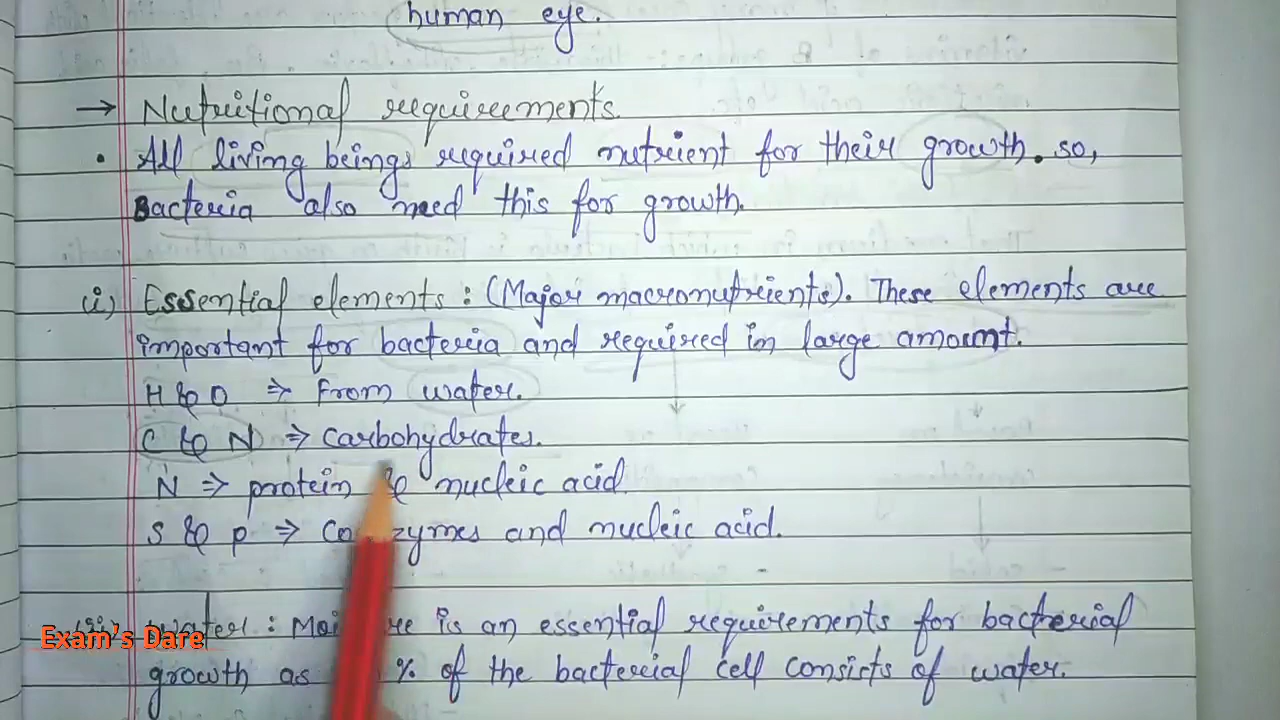 human eye.
→ Nutritional requirements
• All living beings required nutrient for their growth. so,
Bacteria also need this for growth.
(i) Essential elements : (Major macronutrients). These elements are
important for bacteria and required in large amount.
H & O ⇒ From water.
C & N ⇒ Carbohydrates.
N ⇒ protein & nucleic acid
S & P ⇒ and nucleic acid.
water : is an essential requirements for bacterial
growth as % of the bacterial cell consists of water.
Exam's Dare